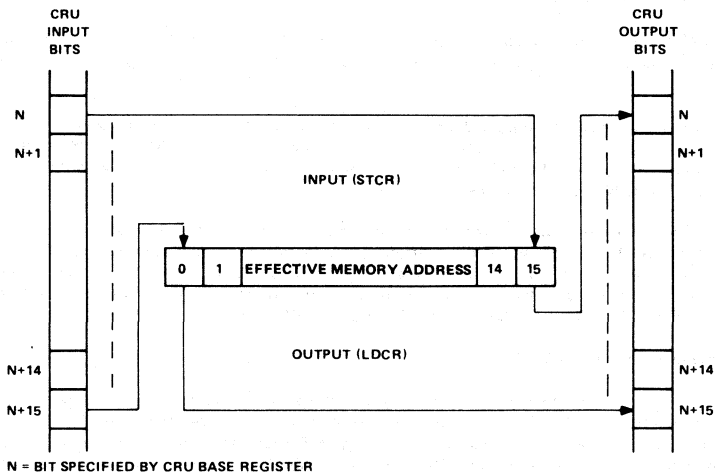 CRU
INPUT
BITS
CRU
OUTPUT
BITS
N
N
N+1
N+1
INPUT (STCR)
0 1 EFFECTIVE MEMORY ADDRESS 14 15
OUTPUT (LDCR)
N+14
N+14
N+15
N+15
N = BIT SPECIFIED BY CRU BASE REGISTER